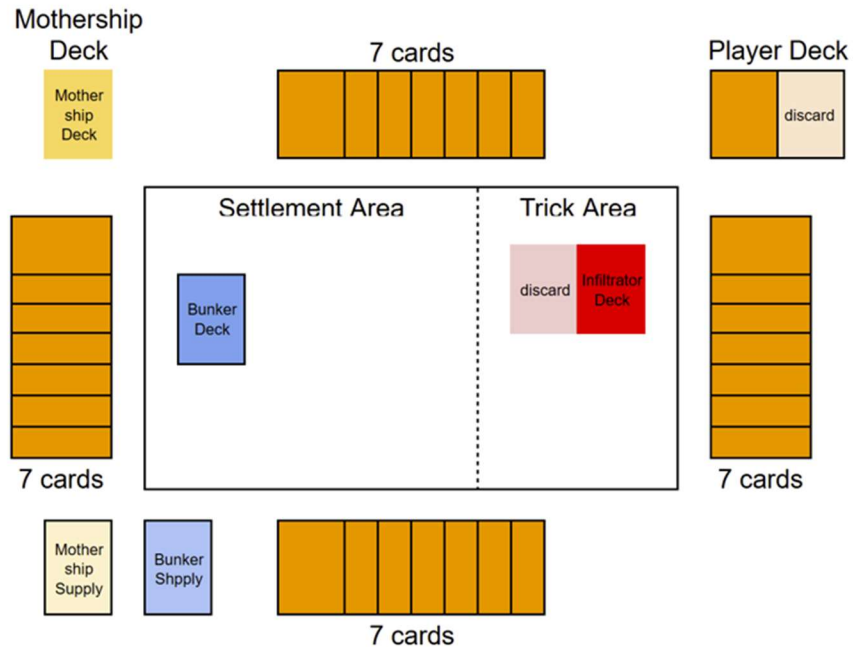 Mothership
Deck
7 cards
Player Deck
Mother
ship
Deck
discard
Settlement Area
Trick Area
Bunker
Deck
discard
Infiltrator
Deck
7 cards
7 cards
Mother
ship
Supply
Bunker
Shpply
7 cards